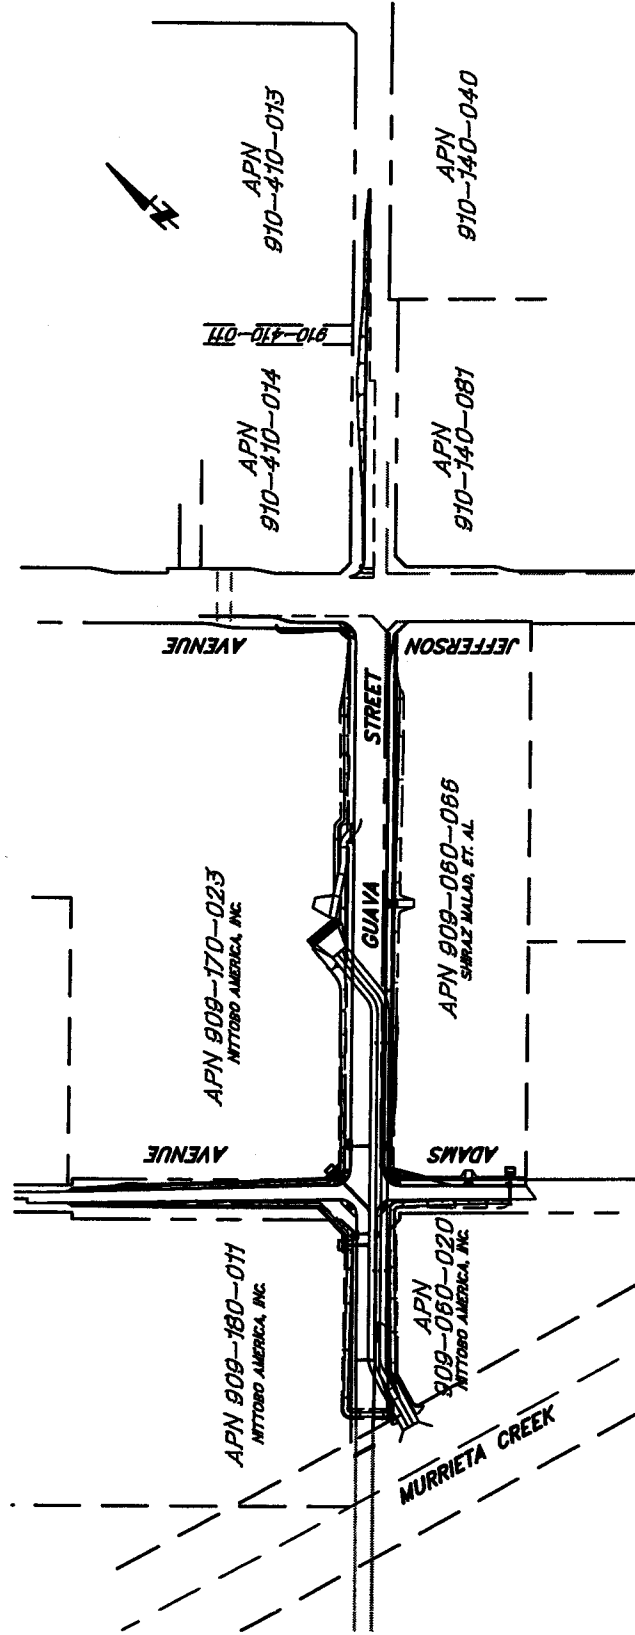 APN
910-410-013
APN
910-140-040
N
910-410-011
APN
910-410-014
APN
910-140-081
AVENUE
JEFFERSON
STREET
GUAVA
APN 909-170-023
NITTOBO AMERICA, INC.
APN 909-060-066
SHIRAZ MALAD, ET. AL.
AVENUE
ADAMS
APN 909-180-011
NITTOBO AMERICA, INC.
APN
909-060-020
NITTOBO AMERICA, INC.
MURRIETA CREEK